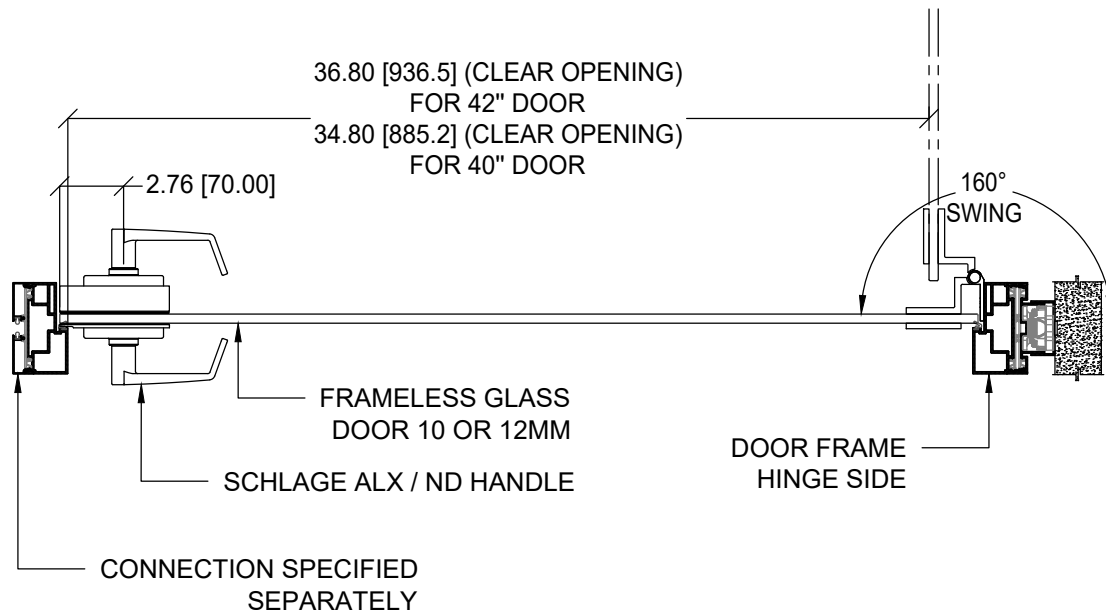 36.80 [936.5] (CLEAR OPENING)
FOR 42" DOOR
34.80 [885.2] (CLEAR OPENING)
FOR 40" DOOR
2.76 [70.00]
160°
SWING
FRAMELESS GLASS
DOOR 10 OR 12MM
DOOR FRAME
HINGE SIDE
SCHLAGE ALX / ND HANDLE
CONNECTION SPECIFIED
SEPARATELY